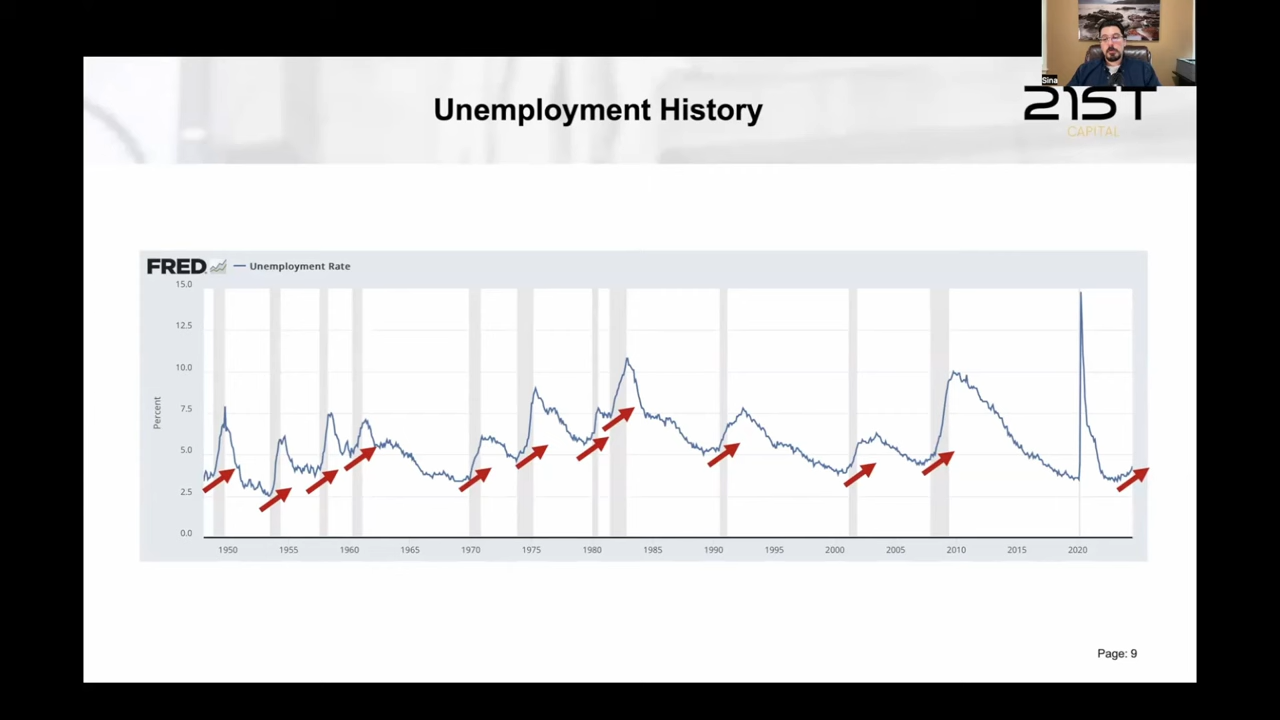 Sina
Unemployment History
21ST
CAPITAL
FRED
Unemployment Rate
15.0
12.5
10.0
7.5
5.0
2.5
0.0
Percent
1950 1955 1960 1965 1970 1975 1980 1985 1990 1995 2000 2005 2010 2015 2020
Page: 9